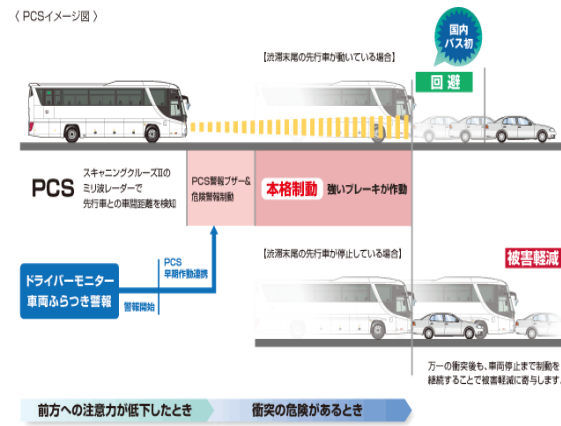 〈 PCSイメージ図 〉
【渋滞末尾の先行車が動いている場合】
国内
バス初
回避
PCS
スキャニングクルーズIIの
ミリ波レーダーで
先行車との車間距離を検知
PCS警報ブザー&
危険警報制動
本格制動 強いブレーキが作動
【渋滞末尾の先行車が停止している場合】
被害軽減
ドライバーモニター
車両ふらつき警報
PCS
早期作動連携
警報開始
万一の衝突後も、車両停止まで制動を
継続することで被害軽減に寄与します。
前方への注意力が低下したとき
衝突の危険があるとき